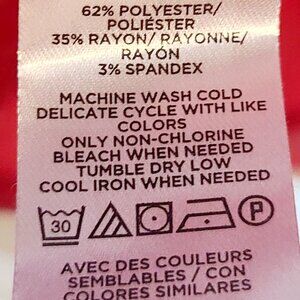 62% POLYESTER/
POLIÉSTER
35% RAYON/ RAYONNE/
RAYÓN
3% SPANDEX
MACHINE WASH COLD
DELICATE CYCLE WITH LIKE
COLORS
ONLY NON-CHLORINE
BLEACH WHEN NEEDED
TUMBLE DRY LOW
COOL IRON WHEN NEEDED
30 P
AVEC DES COULEURS
SEMBLABLES / CON
COLORES SIMILARES